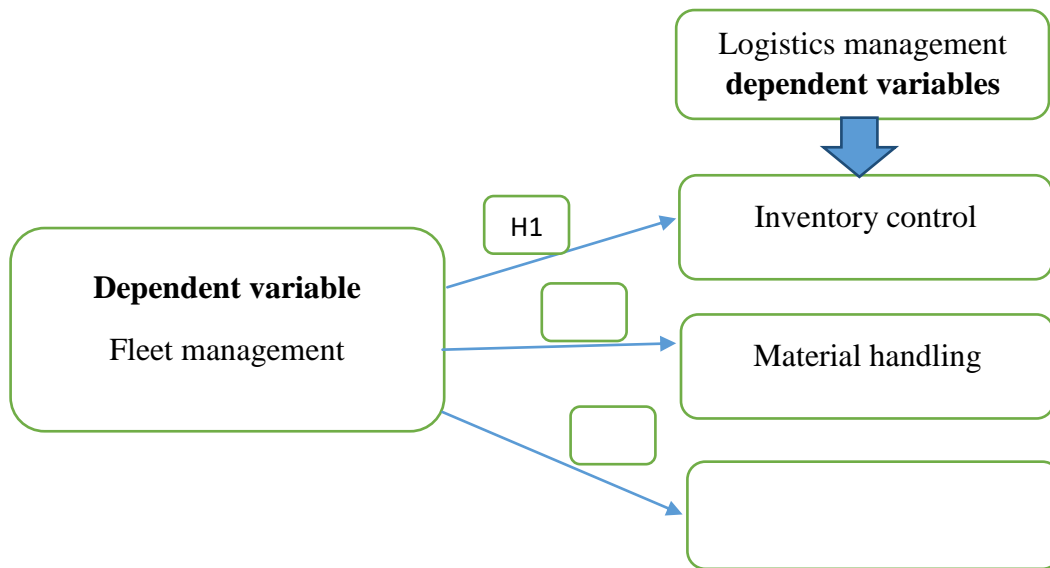 Logistics management
dependent variables
H1
Inventory control
Dependent variable
Fleet management
Material handling